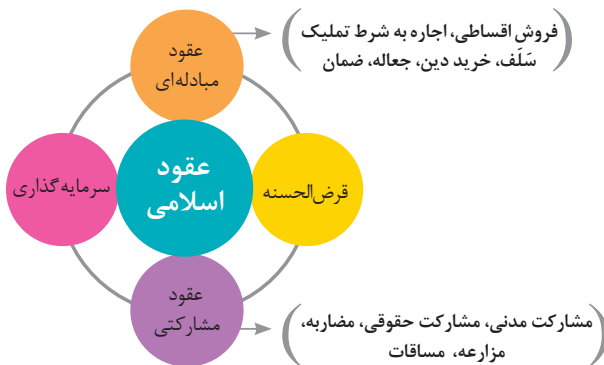 عقود
مبادله‌ای
(فروش اقساطی، اجاره به شرط تملیک
سَلَف، خرید دین، جعاله، ضمان)
عقود
اسلامی
قرض‌الحسنه
سرمایه‌گذاری
عقود
مشارکتی
(مشارکت مدنی، مشارکت حقوقی، مضاربه،
مزارعه، مساقات)